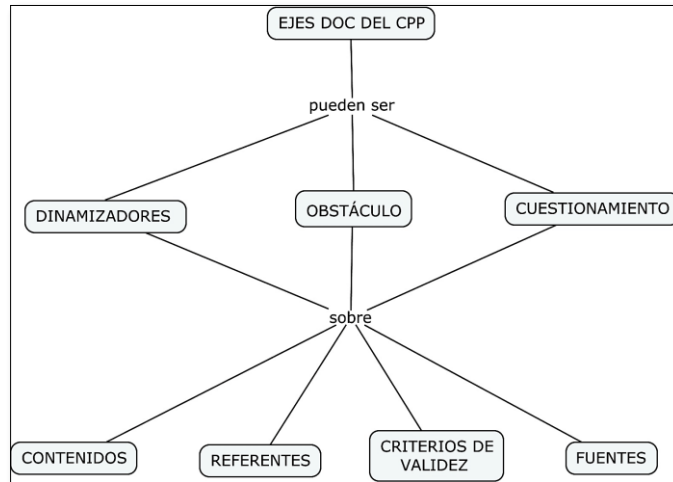 EJES DOC DEL CPP
pueden ser
DINAMIZADORES
OBSTÁCULO
CUESTIONAMIENTO
sobre
CONTENIDOS
REFERENTES
CRITERIOS DE
VALIDEZ
FUENTES